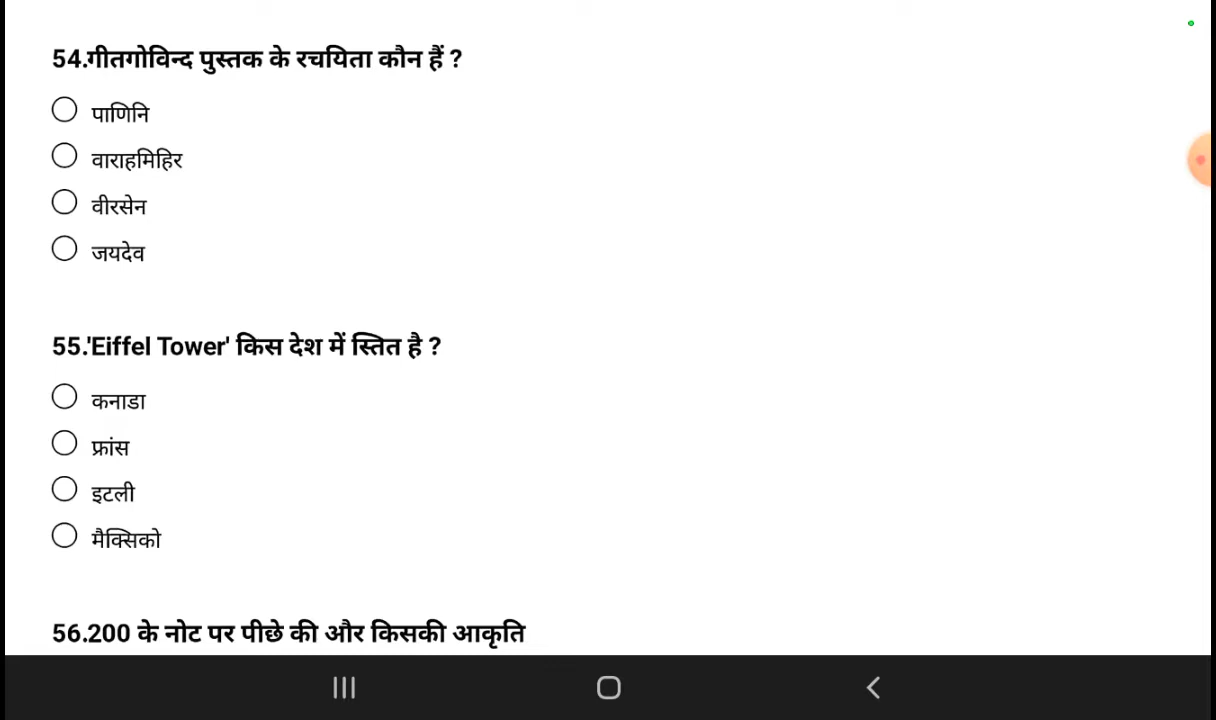 54.गीतगोविन्द पुस्तक के रचयिता कौन हैं ?
पाणिनि
वाराहमिहिर
वीरसेन
जयदेव
55.'Eiffel Tower' किस देश में स्तित है ?
कनाडा
फ्रांस
इटली
मैक्सिको
56.200 के नोट पर पीछे की और किसकी आकृति